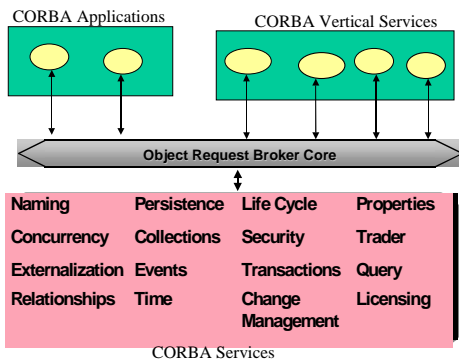 CORBA Applications
CORBA Vertical Services
Object Request Broker Core
Naming Persistence Life Cycle Properties
Concurrency Collections Security Trader
Externalization Events Transactions Query
Relationships Time Change Management Licensing
CORBA Services